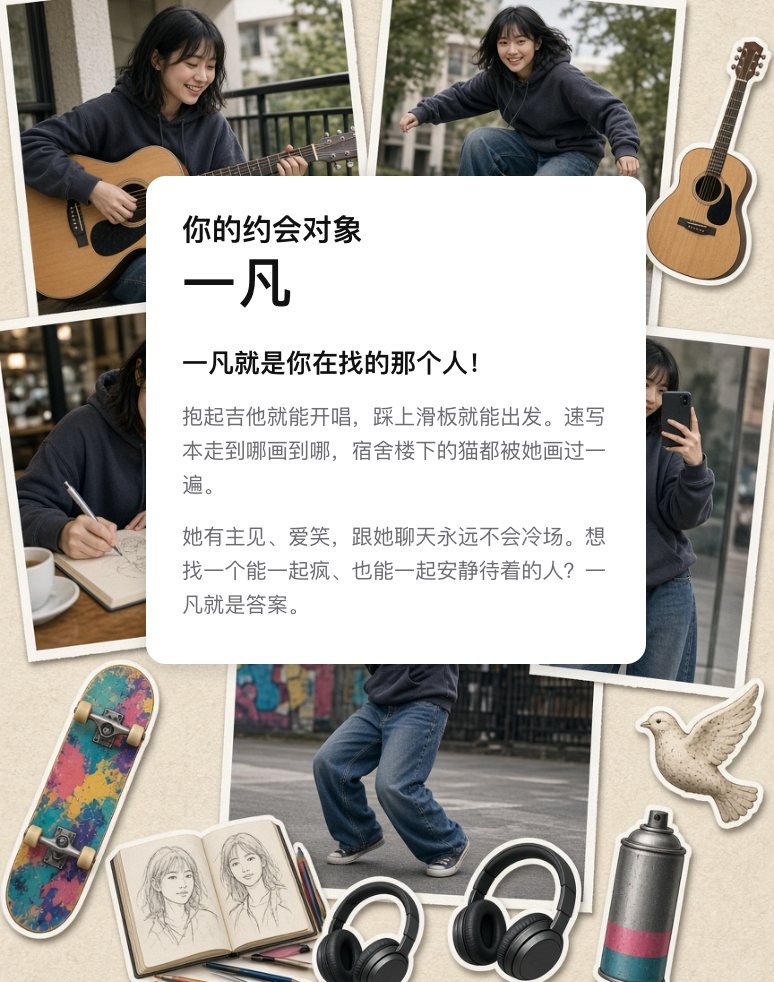 你的约会对象
一凡
一凡就是你在找的那个人！
抱起吉他就能开唱，踩上滑板就能出发。速写
本走到哪画到哪，宿舍楼下的猫都被她画过一
遍。
她有主见、爱笑，跟她聊天永远不会冷场。想
找一个能一起疯、也能一起安静待着的人？一
凡就是答案。